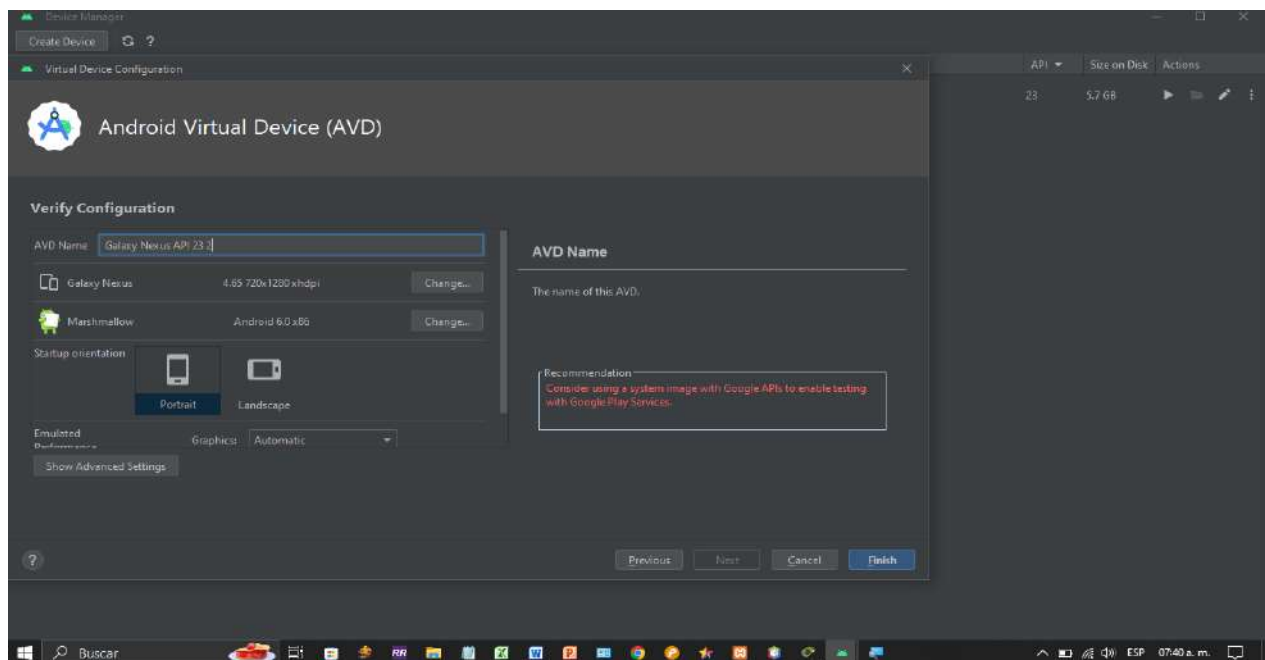 Device Manager
Create Device ?
Virtual Device Configuration
API Size on Disk Actions
23 5.7 GB
Android Virtual Device (AVD)
Verify Configuration
AVD Name Galaxy Nexus API 23 2
Galaxy Nexus 4.65 720x1280 xhdpi Change...
Marshmallow Android 6.0 x86 Change...
Startup orientation
Portrait Landscape
Emulated
Performance Graphics: Automatic
Show Advanced Settings
AVD Name
The name of this AVD.
Recommendation
Consider using a system image with Google APIs to enable testing
with Google Play Services.
? Previous Next Cancel Finish
Buscar RR W P ESP 07:40 a. m.